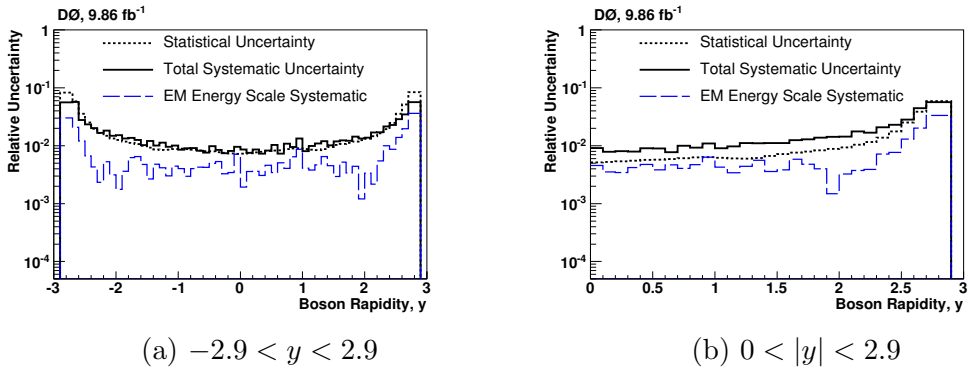 DØ, 9.86 fb⁻¹
Relative Uncertainty
1
10⁻¹
10⁻²
10⁻³
10⁻⁴
Statistical Uncertainty
Total Systematic Uncertainty
EM Energy Scale Systematic
-3 -2 -1 0 1 2 3
Boson Rapidity, y
(a) −2.9 < y < 2.9
DØ, 9.86 fb⁻¹
Relative Uncertainty
1
10⁻¹
10⁻²
10⁻³
10⁻⁴
Statistical Uncertainty
Total Systematic Uncertainty
EM Energy Scale Systematic
0 0.5 1 1.5 2 2.5 3
Boson Rapidity, y
(b) 0 < |y| < 2.9